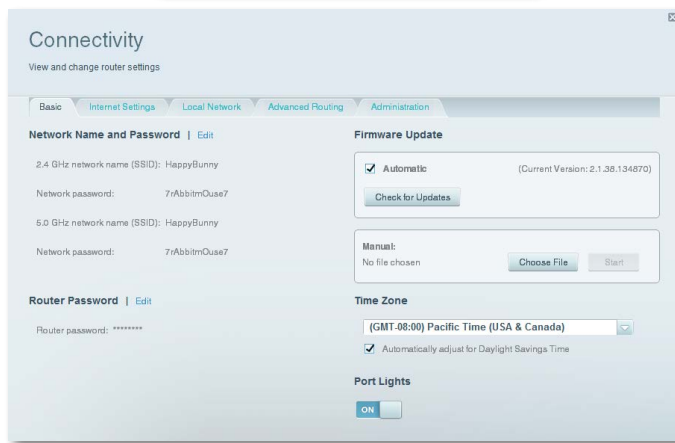 Connectivity
View and change router settings
Basic
Internet Settings
Local Network
Advanced Routing
Administration
Network Name and Password | Edit
2.4 GHz network name (SSID): HappyBunny
Network password: 7rAbbitmOuse7
5.0 GHz network name (SSID): HappyBunny
Network password: 7rAbbitmOuse7
Router Password | Edit
Router password: ********
Firmware Update
Automatic
(Current Version: 2.1.38.134870)
Check for Updates
Manual:
No file chosen
Choose File
Start
Time Zone
(GMT-08:00) Pacific Time (USA & Canada)
Automatically adjust for Daylight Savings Time
Port Lights
ON